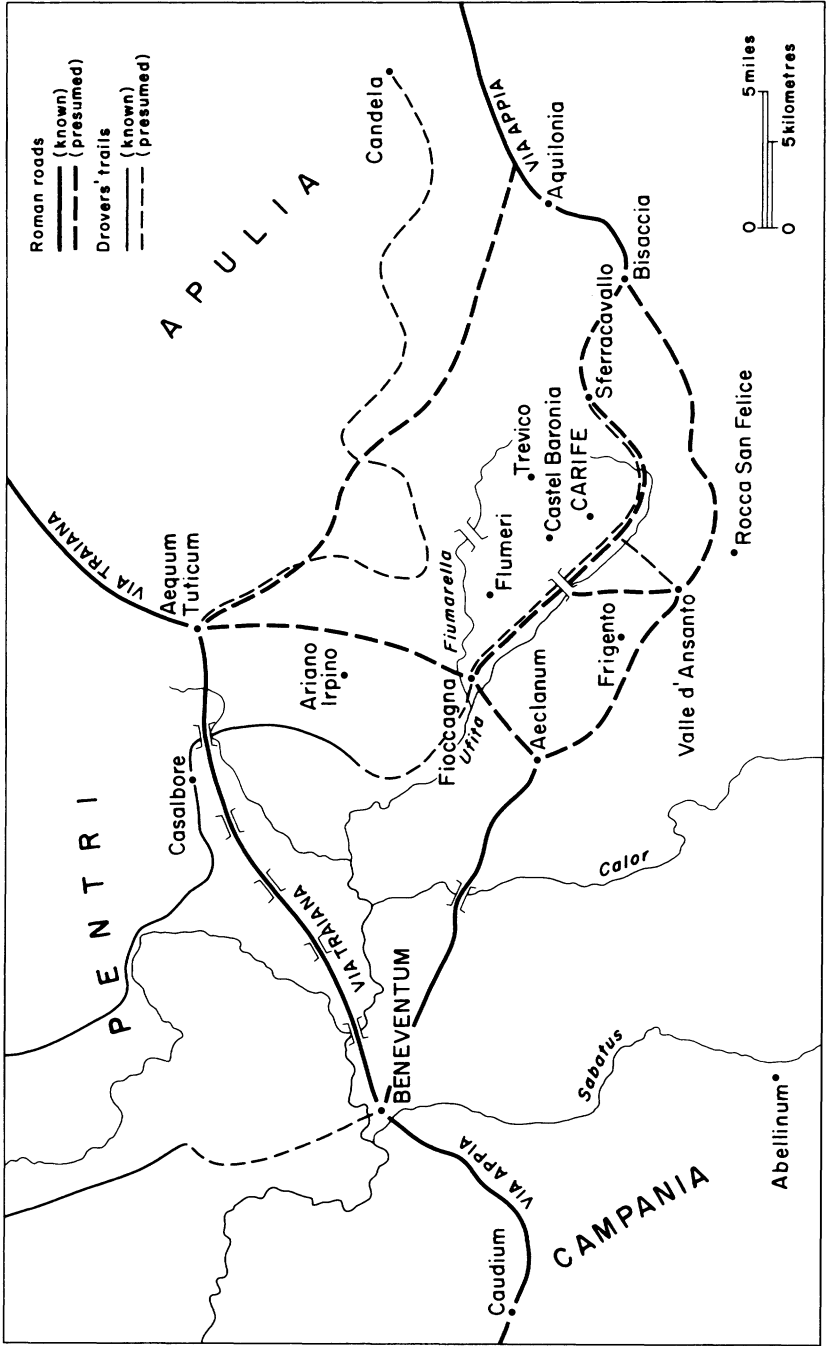 Roman roads
(known)
(presumed)
Drovers' trails
(known)
(presumed)
PENTRI
APULIA
VIA TRAIANA
Candela
Casalbore
Aequum
Tuticum
Ariano
Irpino
VIA TRAIANA
BENEVENTUM
VIA APPIA
Caudium
CAMPANIA
Sabatus
Abellinum
Calor
Fioccagna
Ufita
Fiumarella
Flumeri
Aeclanum
Trevico
Castel Baronia
CARIFE
Frigento
Valle d'Ansanto
Rocca San Felice
Sferracavallo
Bisaccia
Aquilonia
VIA APPIA
0 5 miles
0 5 kilometres